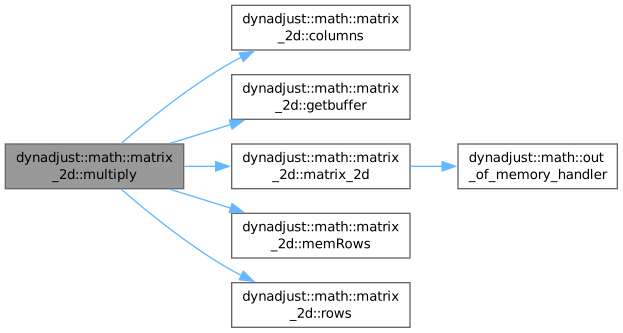 dynadjust::math::matrix
_2d::multiply
dynadjust::math::matrix
_2d::columns
dynadjust::math::matrix
_2d::getbuffer
dynadjust::math::matrix
_2d::matrix_2d
dynadjust::math::out
_of_memory_handler
dynadjust::math::matrix
_2d::memRows
dynadjust::math::matrix
_2d::rows